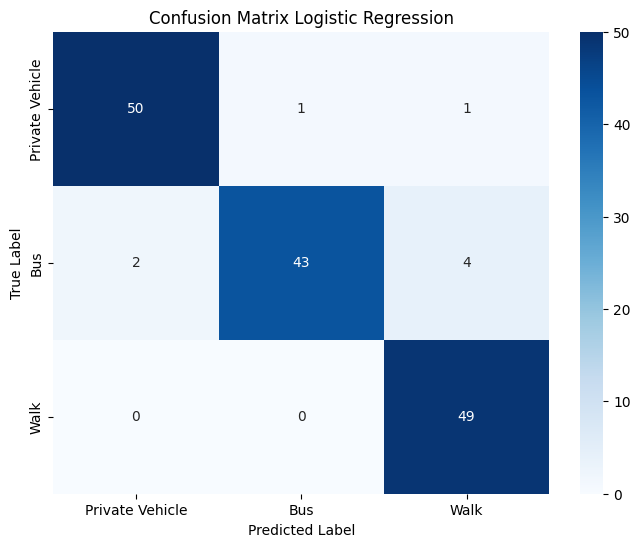 Confusion Matrix Logistic Regression
True Label
Private Vehicle
50 1 1
Bus
2 43 4
Walk
0 0 49
Private Vehicle Bus Walk
Predicted Label
50
40
30
20
10
0